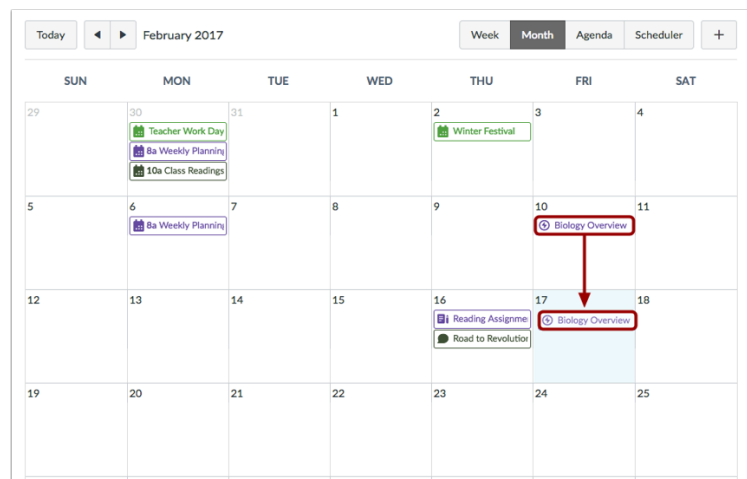 Today February 2017 Week Month Agenda Scheduler +
SUN MON TUE WED THU FRI SAT
29 30 31 1 2 3 4
Teacher Work Day Winter Festival
8a Weekly Planning
10a Class Readings
5 6 7 8 9 10 11
8a Weekly Planning Biology Overview
12 13 14 15 16 17 18
Reading Assignme Biology Overview
Road to Revolution
19 20 21 22 23 24 25